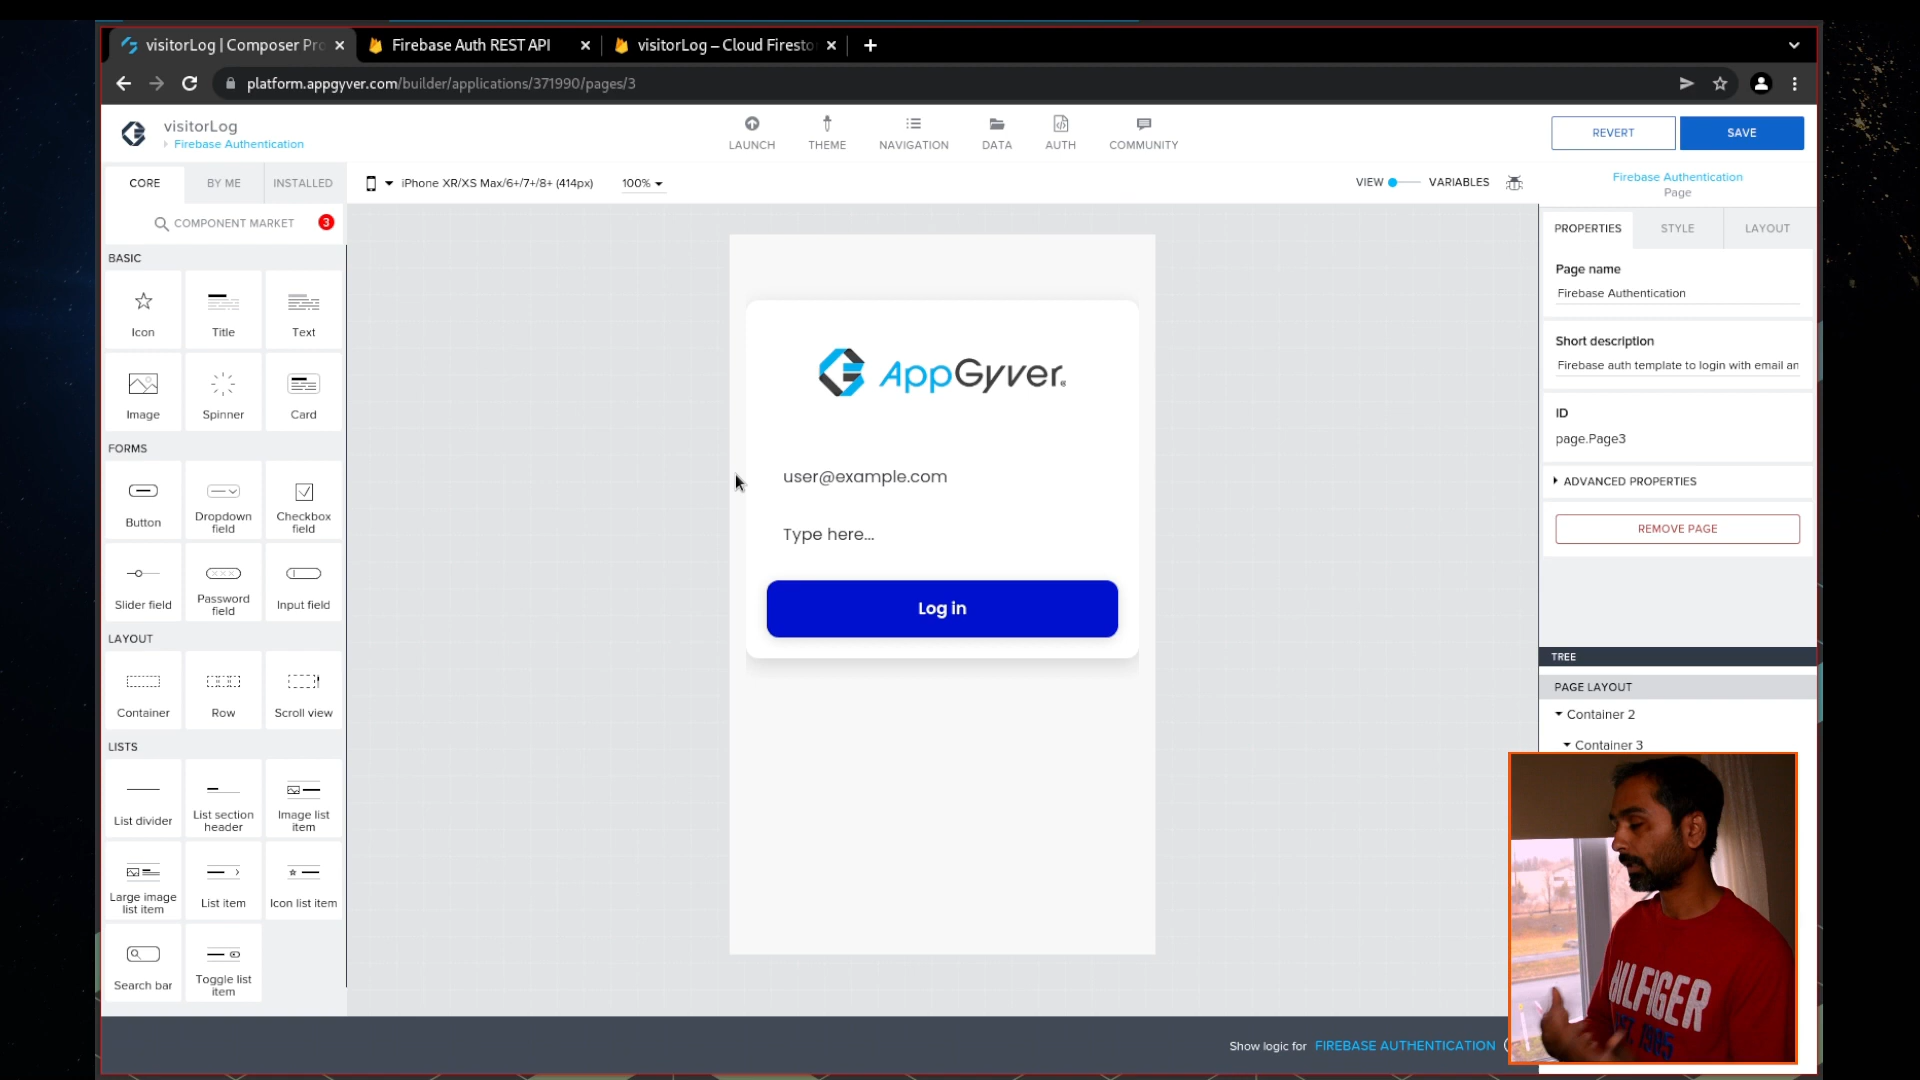 visitorLog | Composer Pro
Firebase Auth REST API
visitorLog – Cloud Firesto
platform.appgyver.com/builder/applications/371990/pages/3
visitorLog
Firebase Authentication
LAUNCH
THEME
NAVIGATION
DATA
AUTH
COMMUNITY
REVERT
SAVE
CORE
BY ME
INSTALLED
iPhone XR/XS Max/6+/7+/8+ (414px)
100%
VIEW
VARIABLES
Firebase Authentication
Page
COMPONENT MARKET
3
PROPERTIES
STYLE
LAYOUT
BASIC
Icon
Title
Text
Image
Spinner
Card
FORMS
Button
Dropdown
field
Checkbox
field
Slider field
Password
field
Input field
LAYOUT
Container
Row
Scroll view
LISTS
List divider
List section
header
Image list
item
Large image
list item
List item
Icon list item
Search bar
Toggle list
item
AppGyver
user@example.com
Type here...
Log in
Page name
Firebase Authentication
Short description
Firebase auth template to login with email an
ID
page.Page3
ADVANCED PROPERTIES
REMOVE PAGE
TREE
PAGE LAYOUT
Container 2
Container 3
Show logic for FIREBASE AUTHENTICATION
HILFIGER